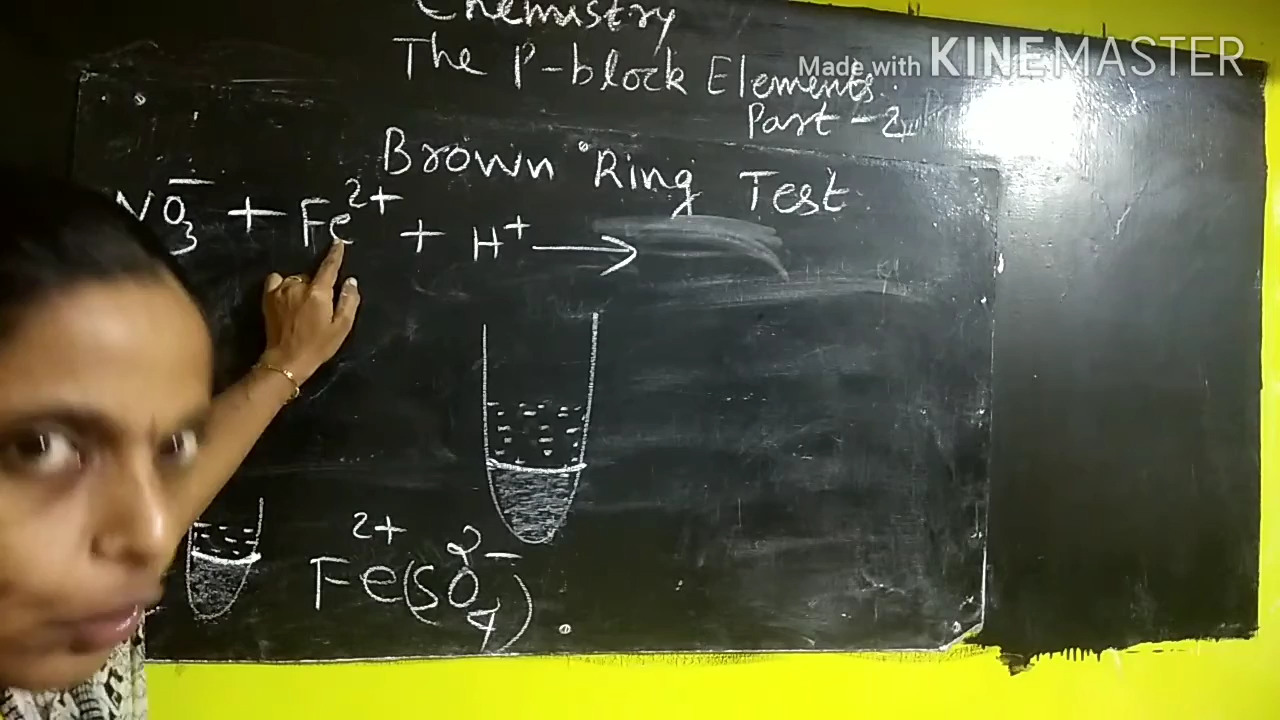 Chemistry
The P-block Elements.
Made with KINEMASTER
Part - 2
Brown Ring Test
NO₃⁻ + Fe²⁺ + H⁺ ⟶
Fe²⁺(SO₄²⁻)